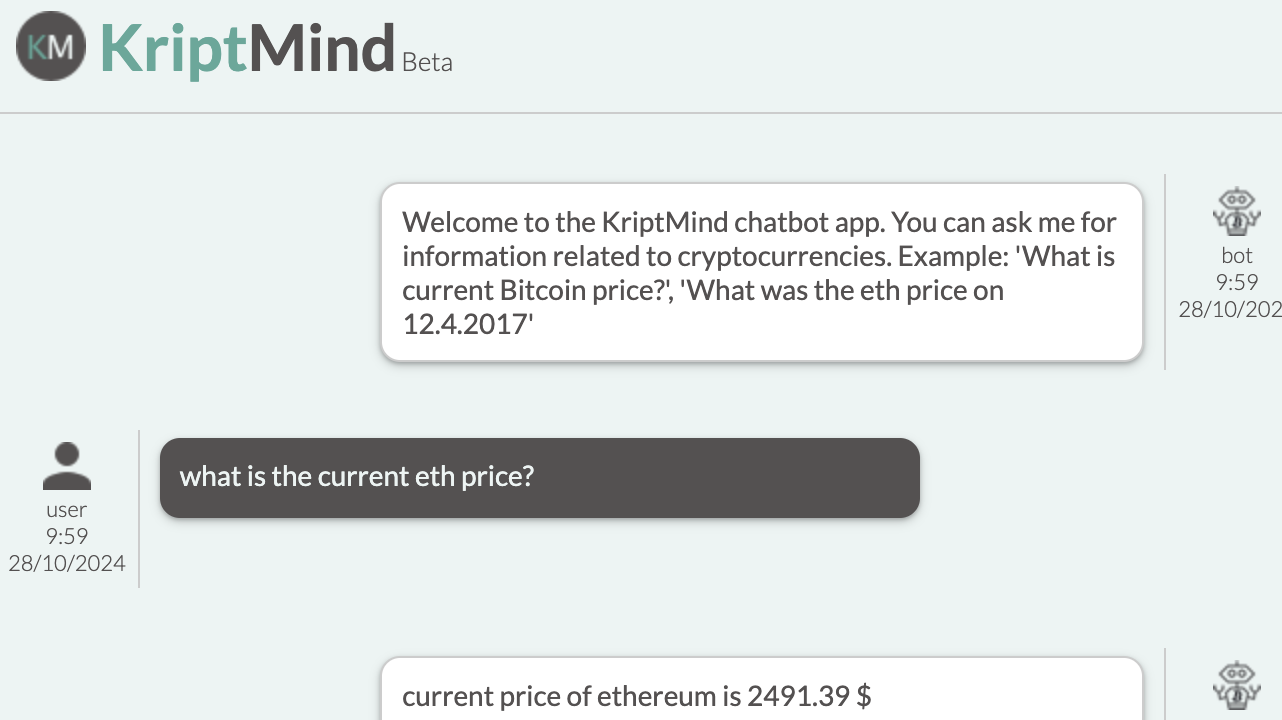 KM KriptMind Beta
Welcome to the KriptMind chatbot app. You can ask me for
information related to cryptocurrencies. Example: 'What is
current Bitcoin price?', 'What was the eth price on
12.4.2017'
bot
9:59
28/10/202
what is the current eth price?
user
9:59
28/10/2024
current price of ethereum is 2491.39 $